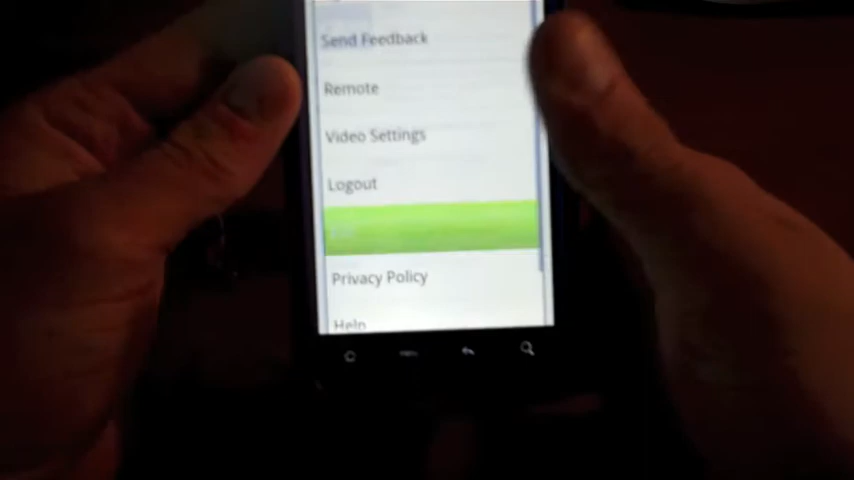 Send Feedback
Remote
Video Settings
Logout
Privacy Policy
Help